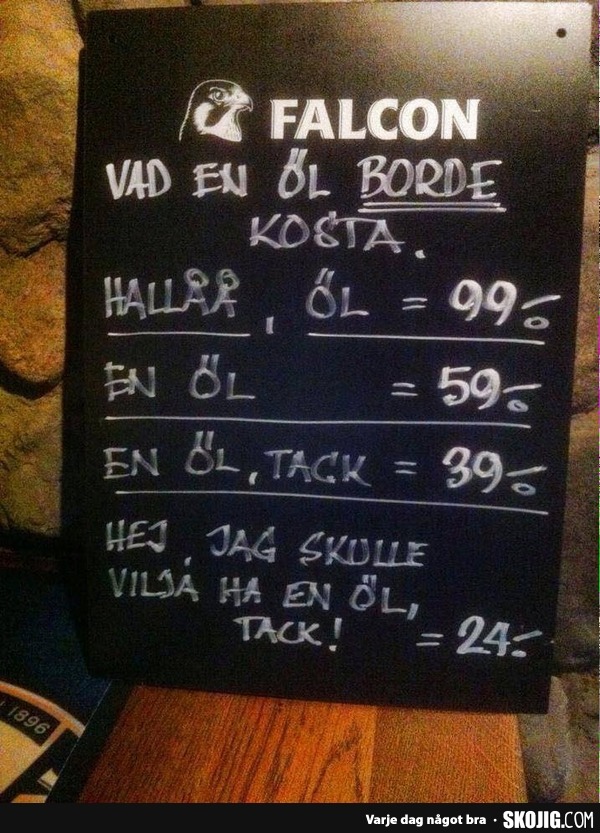 FALCON
VAD EN ÖL BORDE
KOSTA.
HALLÅÅ, ÖL = 99:-
EN ÖL = 59:-
EN ÖL, TACK = 39:-
HEJ, JAG SKULLE
VILJA HA EN ÖL,
TACK! = 24:-
1896
Varje dag något bra · SKOJIG.COM